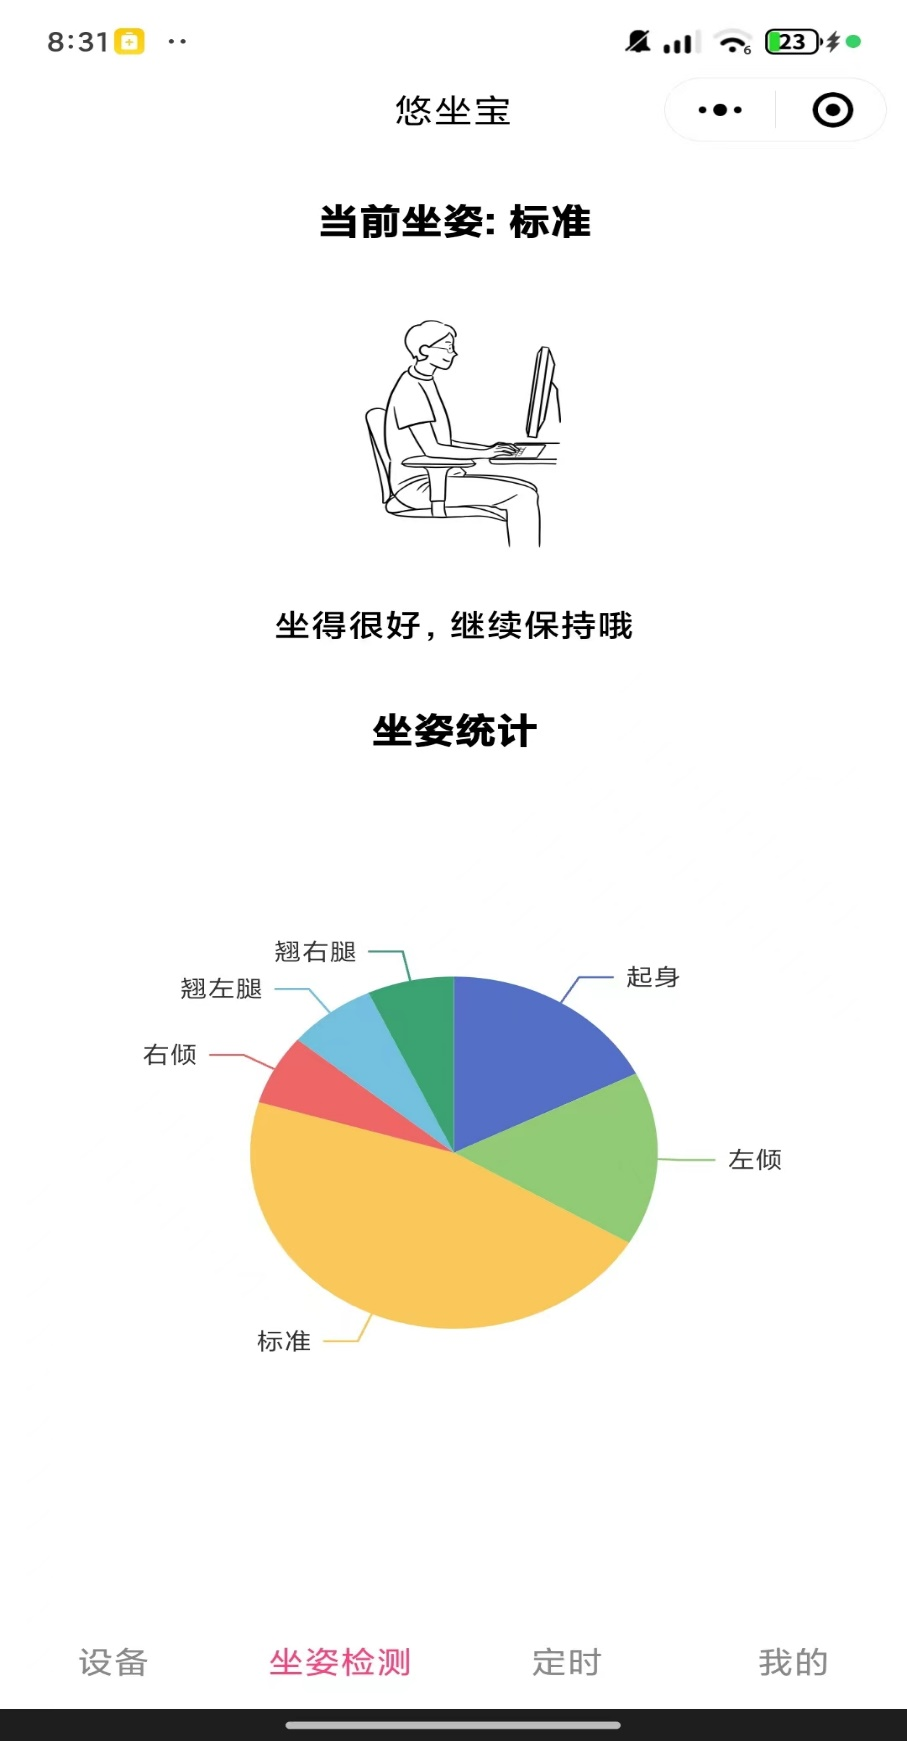 8:31
6
23
悠坐宝
当前坐姿: 标准
坐得很好, 继续保持哦
坐姿统计
翘右腿
起身
翘左腿
右倾
左倾
标准
设备 坐姿检测 定时 我的